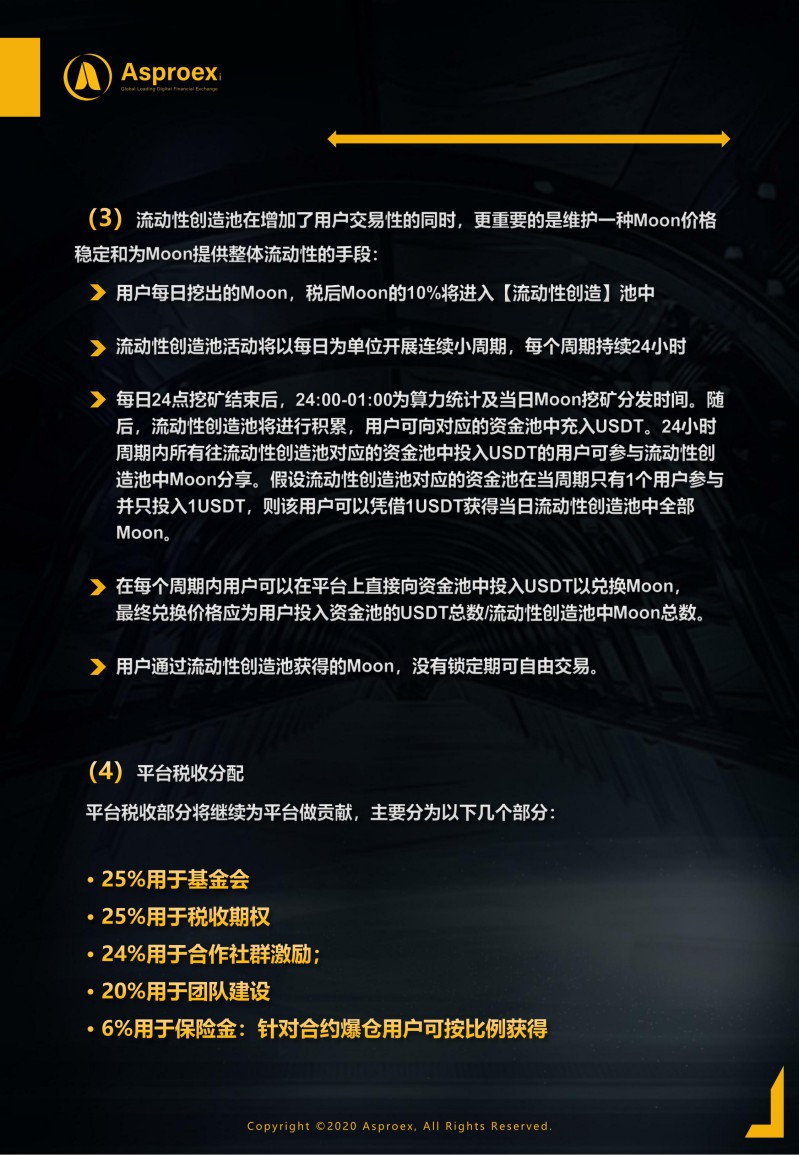 Asproex
Global Leading Digital Financial Exchange
（3）流动性创造池在增加了用户交易性的同时，更重要的是维护一种Moon价格
稳定和为Moon提供整体流动性的手段：
用户每日挖出的Moon，税后Moon的10%将进入【流动性创造】池中
流动性创造池活动将以每日为单位开展连续小周期，每个周期持续24小时
每日24点挖矿结束后，24:00-01:00为算力统计及当日Moon挖矿分发时间。随
后，流动性创造池将进行积累，用户可向对应的资金池中充入USDT。24小时
周期内所有往流动性创造池对应的资金池中投入USDT的用户可参与流动性创
造池中Moon分享。假设流动性创造池对应的资金池在当周期只有1个用户参与
并只投入1USDT，则该用户可以凭借1USDT获得当日流动性创造池中全部
Moon。
在每个周期内用户可以在平台上直接向资金池中投入USDT以兑换Moon，
最终兑换价格应为用户投入资金池的USDT总数/流动性创造池中Moon总数。
用户通过流动性创造池获得的Moon，没有锁定期可自由交易。
（4）平台税收分配
平台税收部分将继续为平台做贡献，主要分为以下几个部分：
• 25%用于基金会
• 25%用于税收期权
• 24%用于合作社群激励；
• 20%用于团队建设
• 6%用于保险金：针对合约爆仓用户可按比例获得
Copyright ©2020 Asproex, All Rights Reserved.